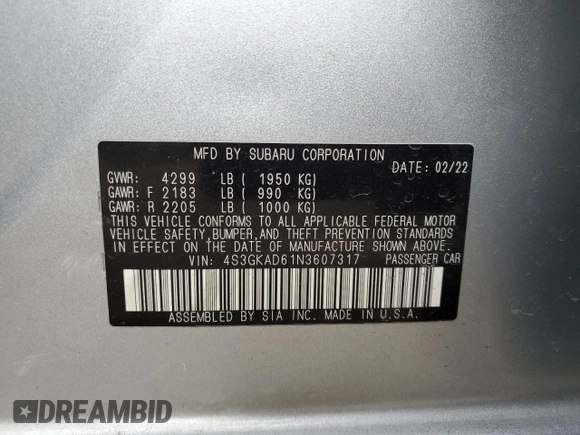 MFD BY SUBARU CORPORATION
DATE: 02/22
GVWR: 4299 LB ( 1950 KG)
GAWR: F 2183 LB ( 990 KG)
GAWR: R 2205 LB ( 1000 KG)
THIS VEHICLE CONFORMS TO ALL APPLICABLE FEDERAL MOTOR
VEHICLE SAFETY,BUMPER,AND THEFT PREVENTION STANDARDS
IN EFFECT ON THE DATE OF MANUFACTURE SHOWN ABOVE.
VIN: 4S3GKAD61N3607317 PASSENGER CAR
ASSEMBLED BY SIA INC. MADE IN U.S.A.
DREAMBID